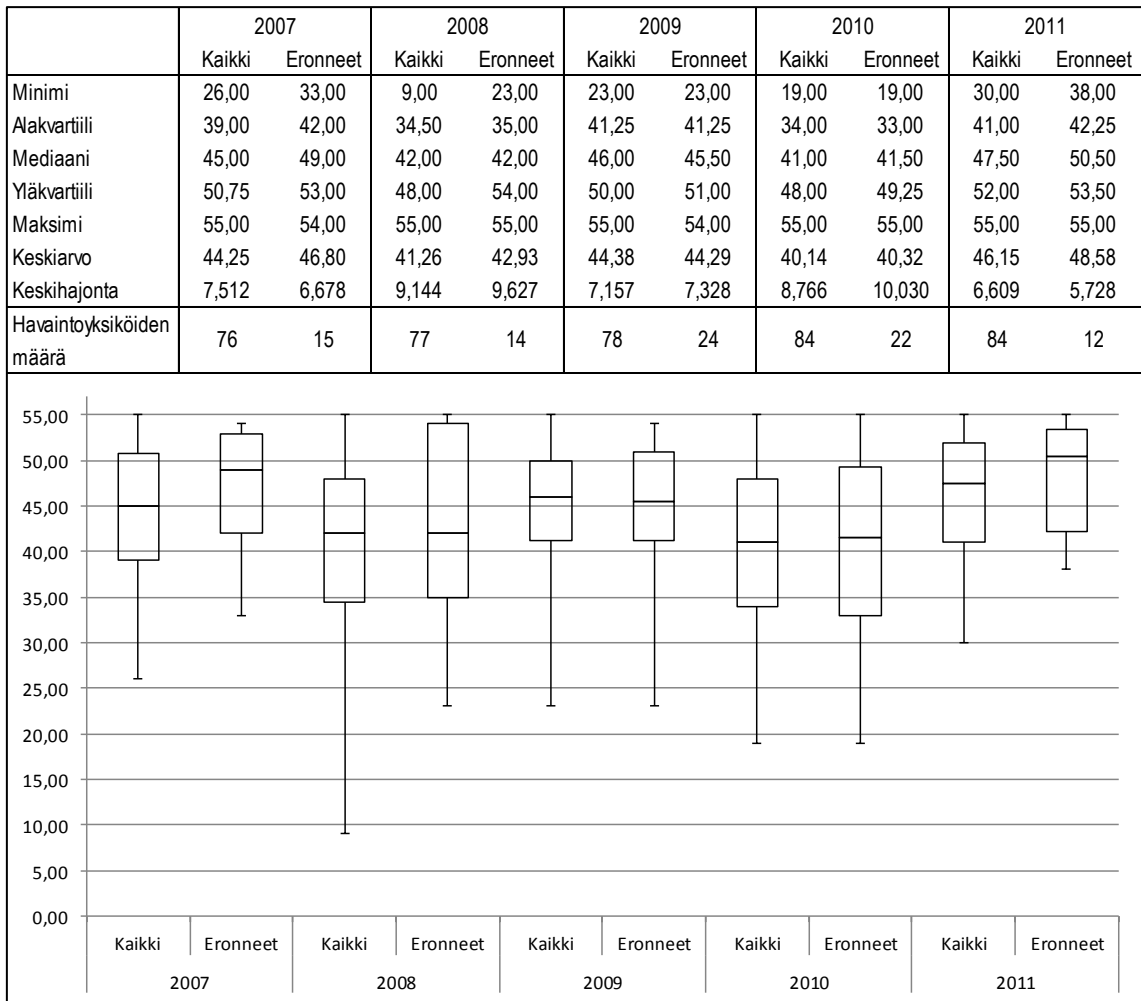 2007 2008 2009 2010 2011
Kaikki Eronneet Kaikki Eronneet Kaikki Eronneet Kaikki Eronneet Kaikki Eronneet
Minimi 26,00 33,00 9,00 23,00 23,00 23,00 19,00 19,00 30,00 38,00
Alakvartiili 39,00 42,00 34,50 35,00 41,25 41,25 34,00 33,00 41,00 42,25
Mediaani 45,00 49,00 42,00 42,00 46,00 45,50 41,00 41,50 47,50 50,50
Yläkvartiili 50,75 53,00 48,00 54,00 50,00 51,00 48,00 49,25 52,00 53,50
Maksimi 55,00 54,00 55,00 55,00 55,00 54,00 55,00 55,00 55,00 55,00
Keskiarvo 44,25 46,80 41,26 42,93 44,38 44,29 40,14 40,32 46,15 48,58
Keskihajonta 7,512 6,678 9,144 9,627 7,157 7,328 8,766 10,030 6,609 5,728
Havaintoyksiköiden
määrä 76 15 77 14 78 24 84 22 84 12
55,00
50,00
45,00
40,00
35,00
30,00
25,00
20,00
15,00
10,00
5,00
0,00
Kaikki Eronneet Kaikki Eronneet Kaikki Eronneet Kaikki Eronneet Kaikki Eronneet
2007 2008 2009 2010 2011